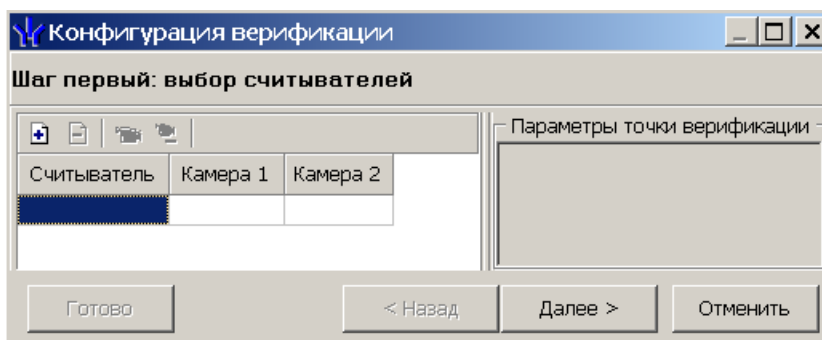 Конфигурация верификации
Шаг первый: выбор считывателей
Параметры точки верификации
Считыватель Камера 1 Камера 2
Готово < Назад Далее > Отменить